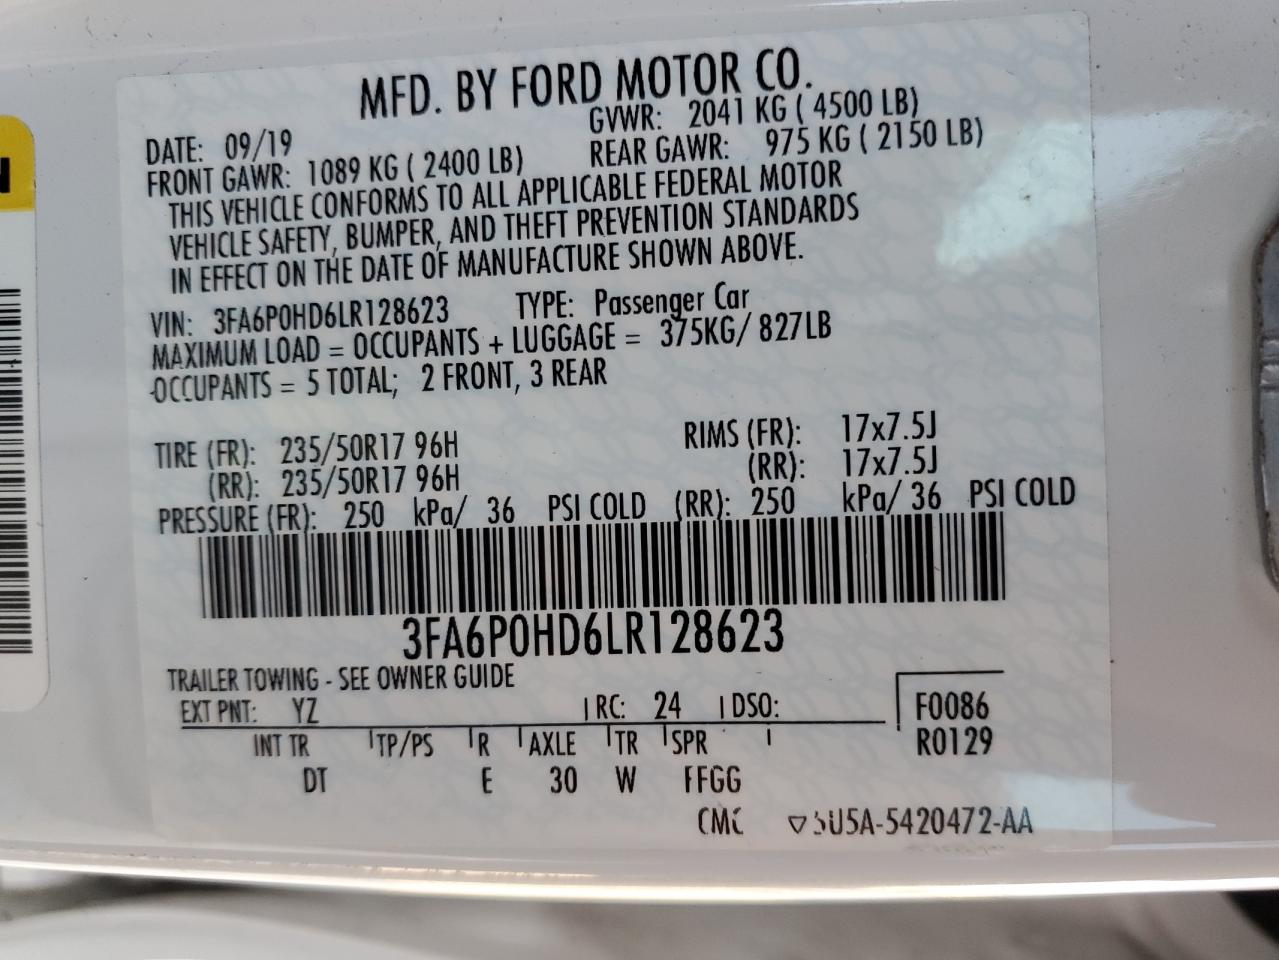 MFD. BY FORD MOTOR CO.
DATE: 09/19 GVWR: 2041 KG ( 4500 LB)
FRONT GAWR: 1089 KG ( 2400 LB) REAR GAWR: 975 KG ( 2150 LB)
THIS VEHICLE CONFORMS TO ALL APPLICABLE FEDERAL MOTOR
VEHICLE SAFETY, BUMPER, AND THEFT PREVENTION STANDARDS
IN EFFECT ON THE DATE OF MANUFACTURE SHOWN ABOVE.
VIN: 3FA6P0HD6LR128623 TYPE: Passenger Car
MAXIMUM LOAD = OCCUPANTS + LUGGAGE = 375KG/ 827LB
OCCUPANTS = 5 TOTAL; 2 FRONT, 3 REAR
TIRE (FR): 235/50R17 96H RIMS (FR): 17x7.5J
(RR): 235/50R17 96H (RR): 17x7.5J
PRESSURE (FR): 250 kPa/ 36 PSI COLD (RR): 250 kPa/ 36 PSI COLD
3FA6P0HD6LR128623
TRAILER TOWING - SEE OWNER GUIDE
EXT PNT: YZ RC: 24 DSO: F0086
INT TR TP/PS R AXLE TR SPR R0129
DT E 30 W FFGG
5U5A-5420472-AA